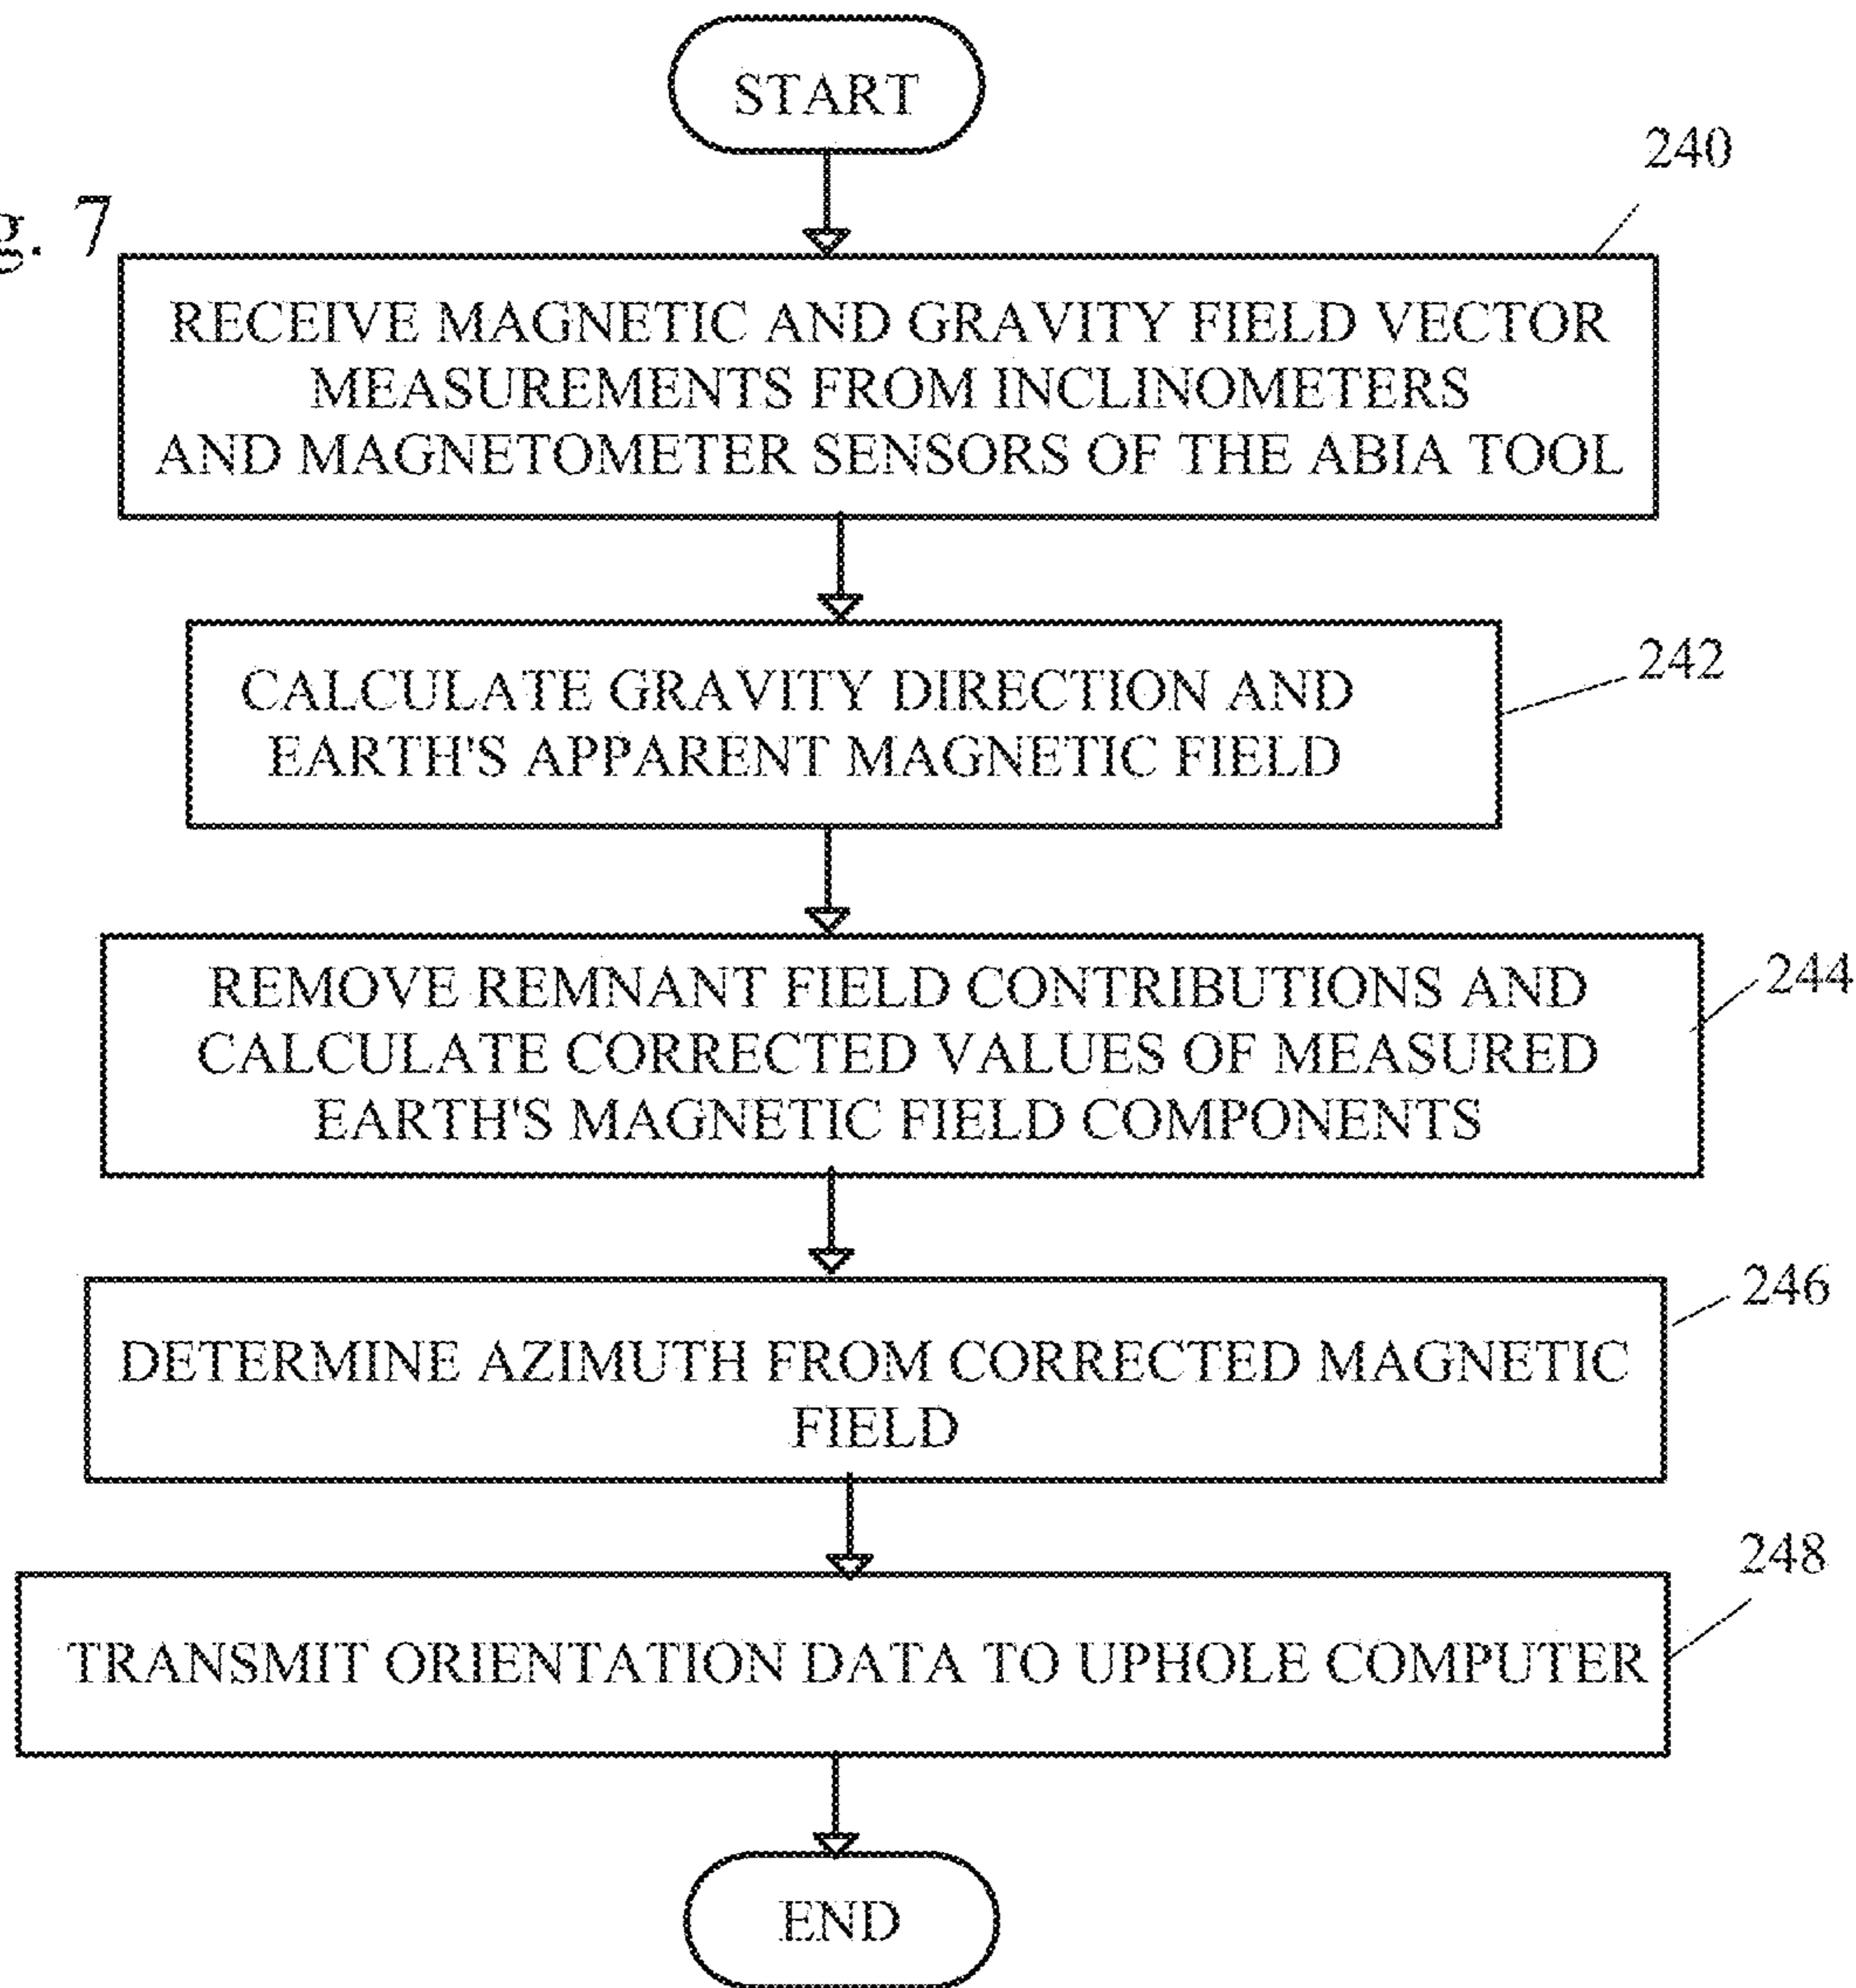 START
240
g. 7
RECEIVE MAGNETIC AND GRAVITY FIELD VECTOR
MEASUREMENTS FROM INCLINOMETERS
AND MAGNETOMETER SENSORS OF THE ABIA TOOL
242
CALCULATE GRAVITY DIRECTION AND
EARTH'S APPARENT MAGNETIC FIELD
244
REMOVE REMNANT FIELD CONTRIBUTIONS AND
CALCULATE CORRECTED VALUES OF MEASURED
EARTH'S MAGNETIC FIELD COMPONENTS
246
DETERMINE AZIMUTH FROM CORRECTED MAGNETIC
FIELD
248
TRANSMIT ORIENTATION DATA TO UPHOLE COMPUTER
END